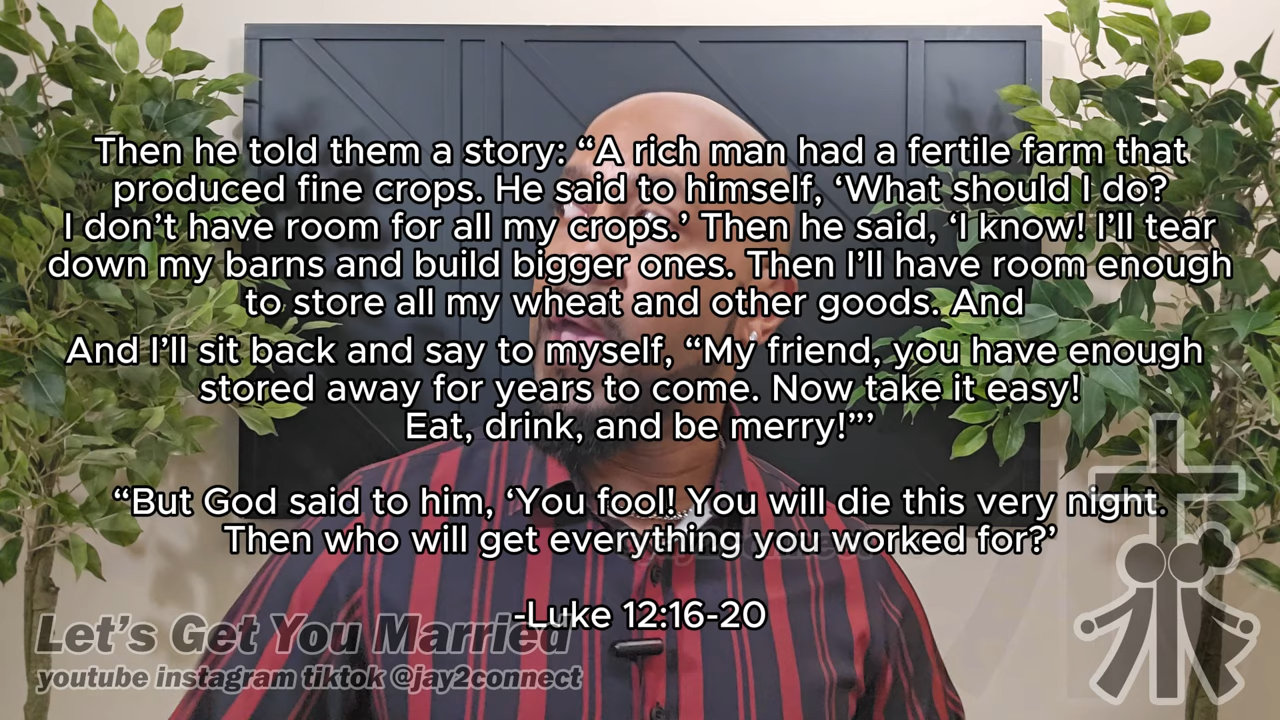 Then he told them a story: “A rich man had a fertile farm that
produced fine crops. He said to himself, ‘What should I do?
I don’t have room for all my crops.’ Then he said, ‘I know! I’ll tear
down my barns and build bigger ones. Then I’ll have room enough
to store all my wheat and other goods. And
And I’ll sit back and say to myself, “My friend, you have enough
stored away for years to come. Now take it easy!
Eat, drink, and be merry!”’
“But God said to him, ‘You fool! You will die this very night.
Then who will get everything you worked for?’
-Luke 12:16-20
Let’s Get You Married
youtube instagram tiktok @jay2connect